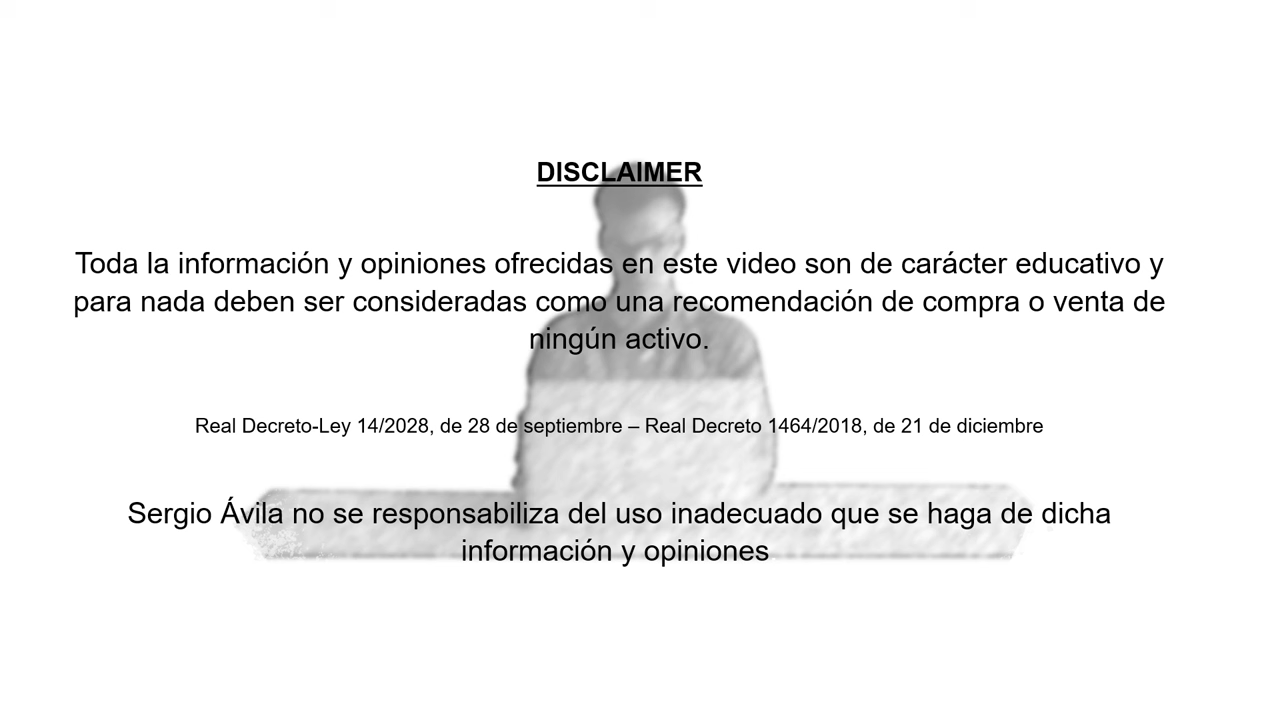 DISCLAIMER
Toda la información y opiniones ofrecidas en este video son de carácter educativo y
para nada deben ser consideradas como una recomendación de compra o venta de
ningún activo.
Real Decreto-Ley 14/2028, de 28 de septiembre – Real Decreto 1464/2018, de 21 de diciembre
Sergio Ávila no se responsabiliza del uso inadecuado que se haga de dicha
información y opiniones